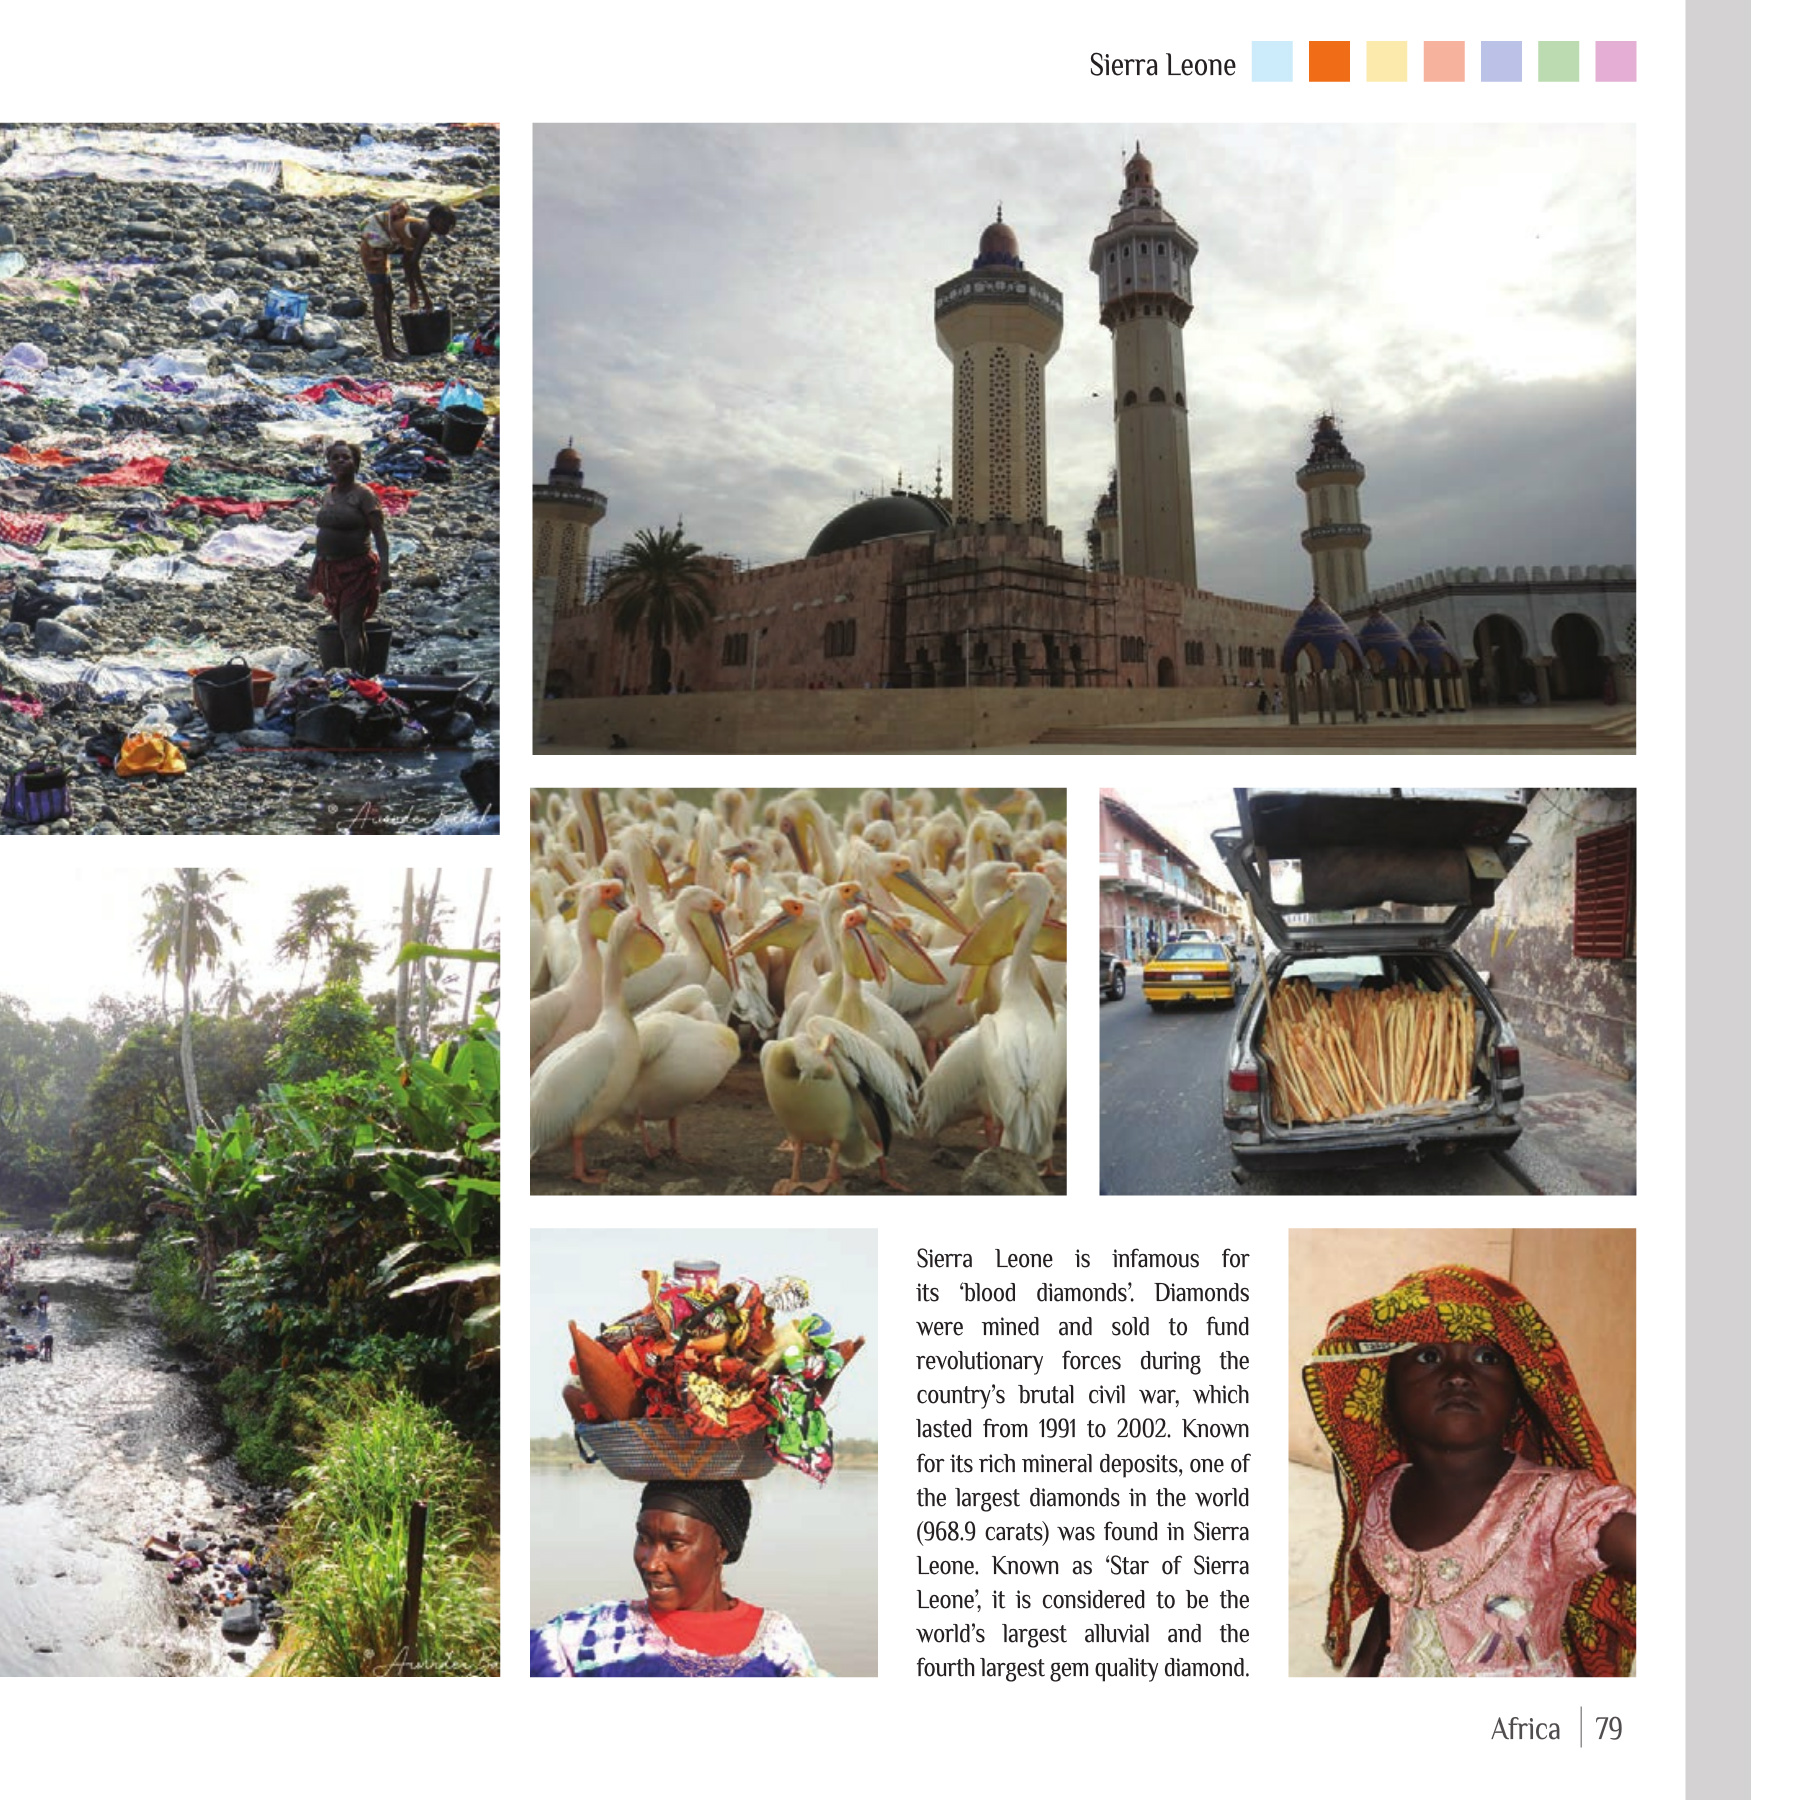 Sierra Leone
Sierra Leone is infamous for
its ‘blood diamonds’. Diamonds
were mined and sold to fund
revolutionary forces during the
country’s brutal civil war, which
lasted from 1991 to 2002. Known
for its rich mineral deposits, one of
the largest diamonds in the world
(968.9 carats) was found in Sierra
Leone. Known as ‘Star of Sierra
Leone’, it is considered to be the
world’s largest alluvial and the
fourth largest gem quality diamond.
Africa | 79